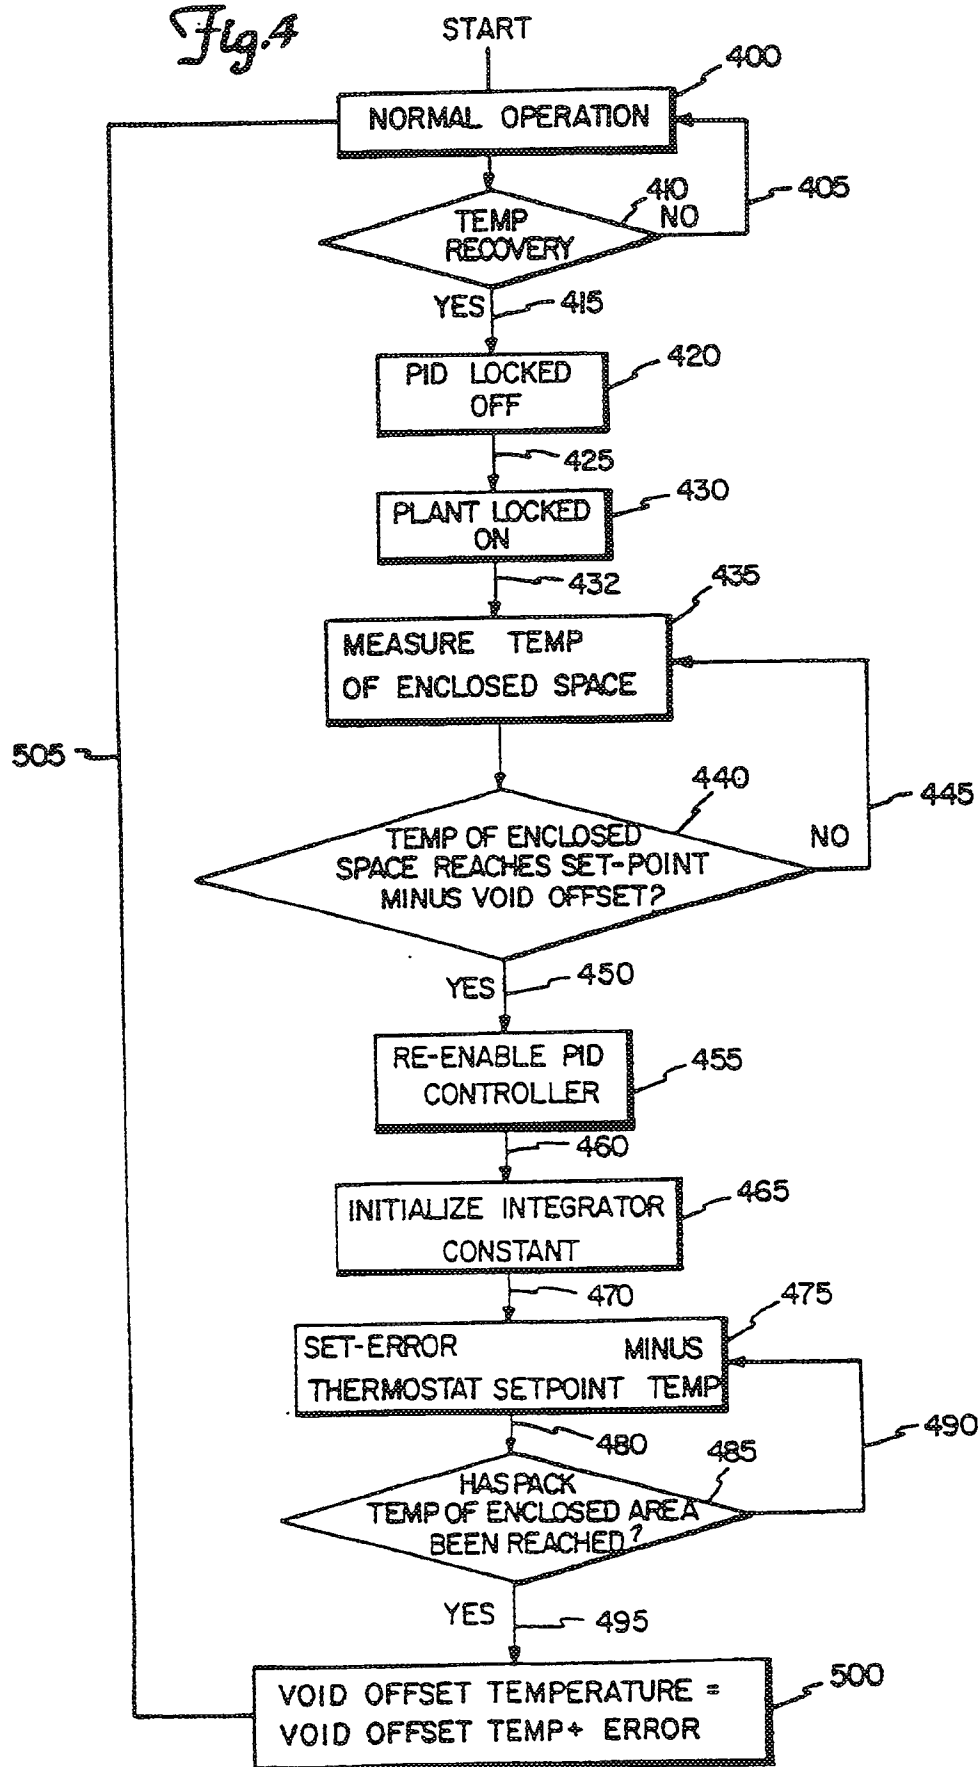 Fig. 4
START
400
NORMAL OPERATION
405
410
NO
TEMP
RECOVERY
YES
415
PID LOCKED
OFF
420
425
PLANT LOCKED
ON
430
432
435
MEASURE TEMP
OF ENCLOSED SPACE
505
440
445
NO
TEMP OF ENCLOSED
SPACE REACHES SET-POINT
MINUS VOID OFFSET?
YES
450
RE-ENABLE PID
CONTROLLER
455
460
INITIALIZE INTEGRATOR
CONSTANT
465
470
475
SET-ERROR MINUS
THERMOSTAT SETPOINT TEMP
480
485
490
HAS PACK
TEMP OF ENCLOSED AREA
BEEN REACHED?
YES
495
500
VOID OFFSET TEMPERATURE =
VOID OFFSET TEMP + ERROR